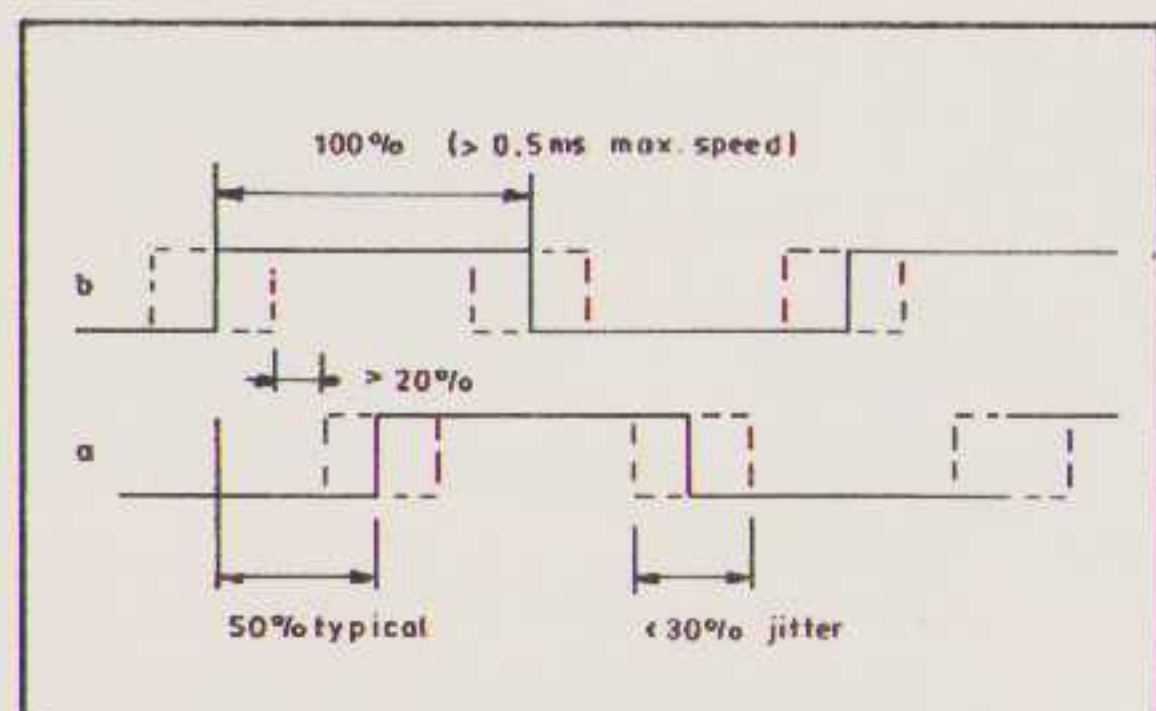 100% (> 0.5ms max. speed)
b
> 20%
a
50% typical
< 30% jitter